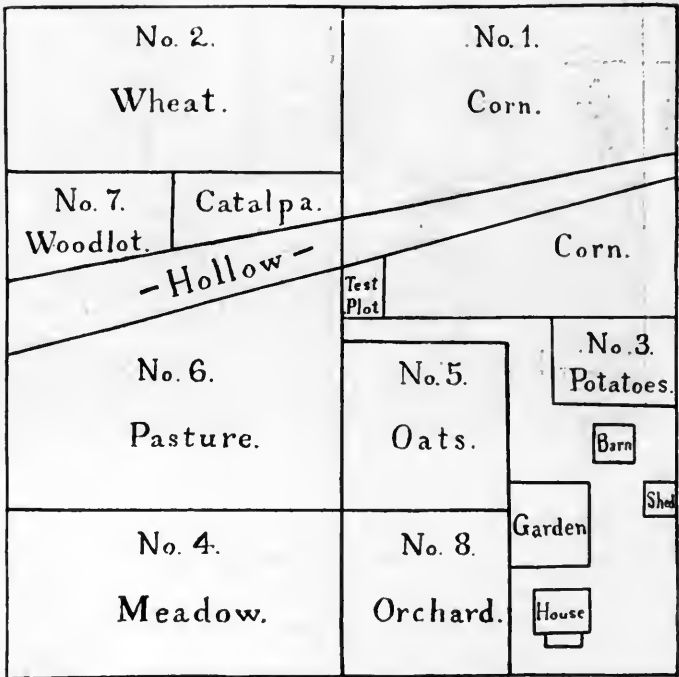 No. 2.
Wheat.
No. 1.
Corn.
No. 7.
Woodlot.
Catalpa.
- Hollow -
Corn.
Test
Plot
No. 3.
Potatoes.
No. 6.
Pasture.
No. 5.
Oats.
Barn
Shed
Garden
No. 4.
Meadow.
No. 8.
Orchard.
House